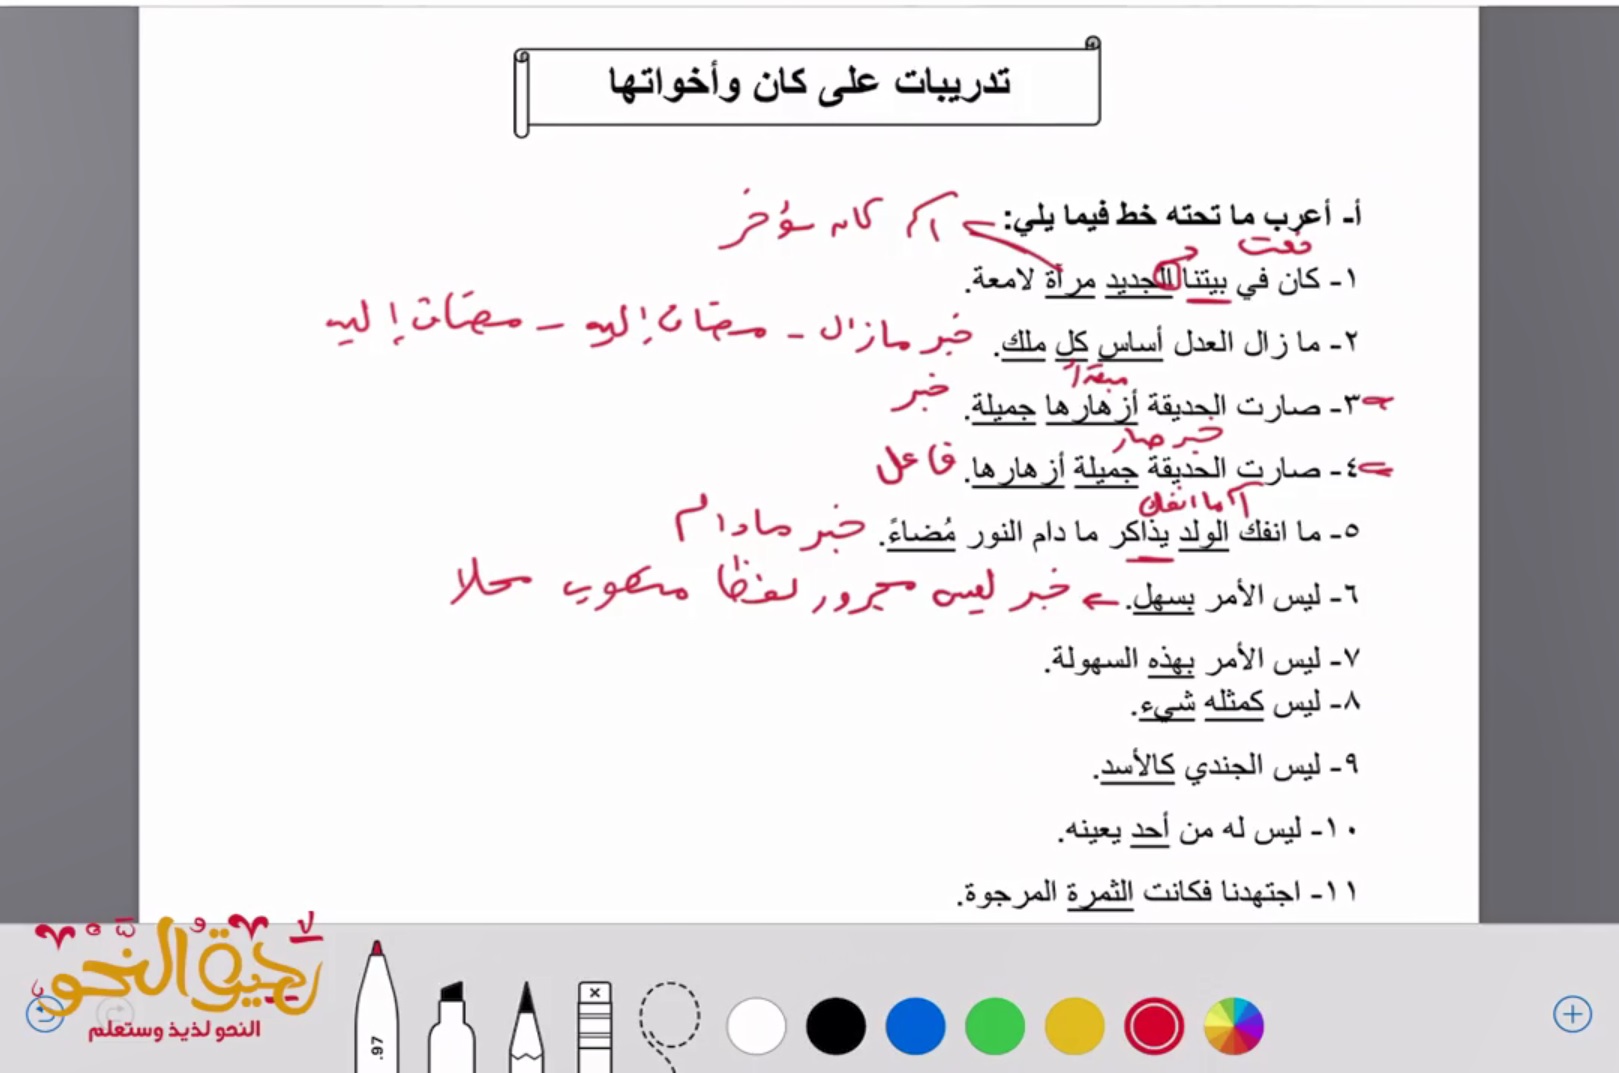 تدريبات على كان وأخواتها
أ- أعرب ما تحته خط فيما يلي:
اسم كان مؤخر
نعت
١- كان في بيتنا الجديد مرآة لامعة.
٢- ما زال العدل أساس كل ملك.
خبر مازال - مضاف إليه - مضاف إليه
مبتدأ
٣- صارت الحديقة أزهارها جميلة.
خبر
خبر صار
٤- صارت الحديقة جميلة أزهارها.
فاعل
اسم ما انفك
٥- ما انفك الولد يذاكر ما دام النور مُضاءً.
خبر مادام
٦- ليس الأمر بسهل.
خبر ليس مجرور لفظا منصوب محلا
٧- ليس الأمر بهذه السهولة.
٨- ليس كمثله شيء.
٩- ليس الجندي كالأسد.
١٠- ليس له من أحد يعينه.
١١- اجتهدنا فكانت الثمرة المرجوة.
النحو لذيذ وستعلم
.97